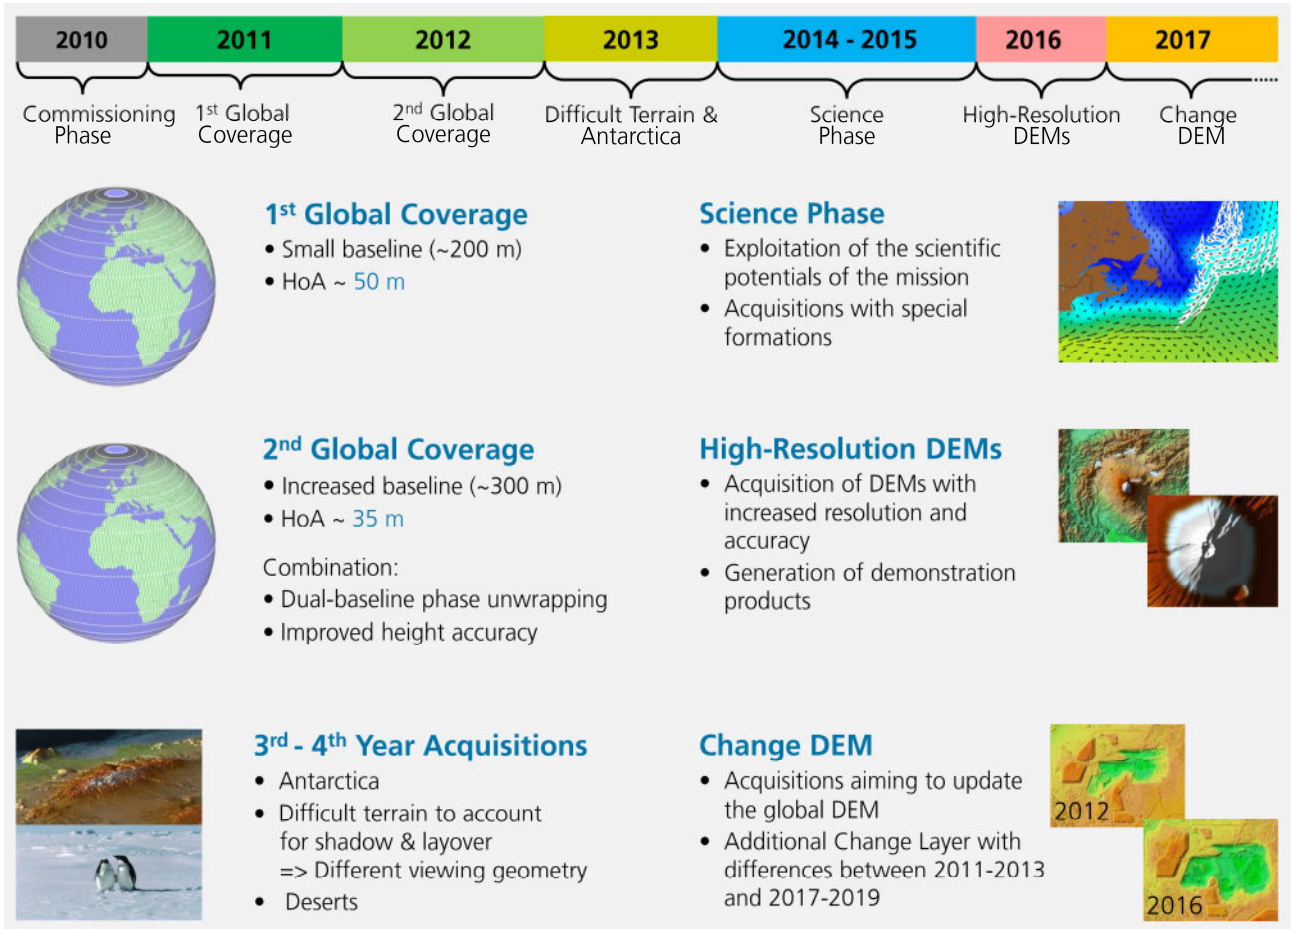 2010 2011 2012 2013 2014 - 2015 2016 2017
Commissioning
Phase
1st Global
Coverage
2nd Global
Coverage
Difficult Terrain &
Antarctica
Science
Phase
High-Resolution
DEMs
Change
DEM
1st Global Coverage
• Small baseline (~200 m)
• HoA ~ 50 m
Science Phase
• Exploitation of the scientific
potentials of the mission
• Acquisitions with special
formations
2nd Global Coverage
• Increased baseline (~300 m)
• HoA ~ 35 m
Combination:
• Dual-baseline phase unwrapping
• Improved height accuracy
High-Resolution DEMs
• Acquisition of DEMs with
increased resolution and
accuracy
• Generation of demonstration
products
3rd - 4th Year Acquisitions
• Antarctica
• Difficult terrain to account
for shadow & layover
=> Different viewing geometry
• Deserts
Change DEM
• Acquisitions aiming to update
the global DEM
• Additional Change Layer with
differences between 2011-2013
and 2017-2019
2012
2016